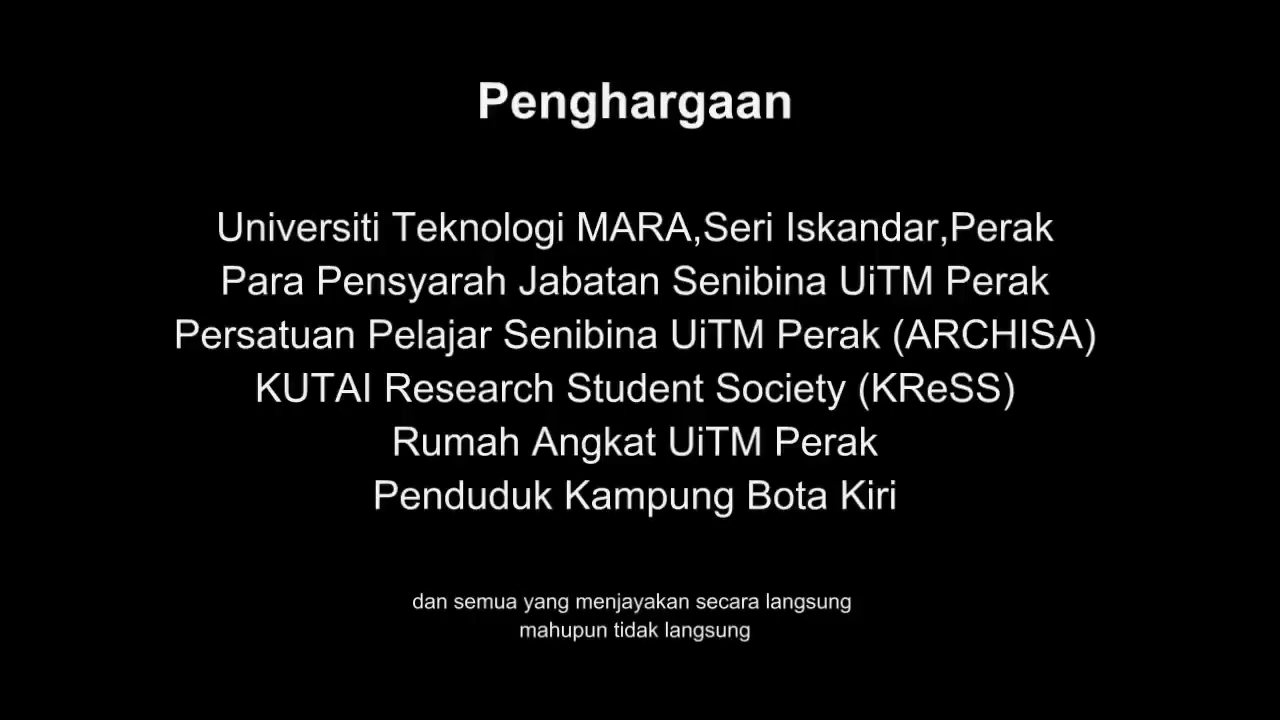 Penghargaan
Universiti Teknologi MARA,Seri Iskandar,Perak
Para Pensyarah Jabatan Senibina UiTM Perak
Persatuan Pelajar Senibina UiTM Perak (ARCHISA)
KUTAI Research Student Society (KReSS)
Rumah Angkat UiTM Perak
Penduduk Kampung Bota Kiri
dan semua yang menjayakan secara langsung
mahupun tidak langsung